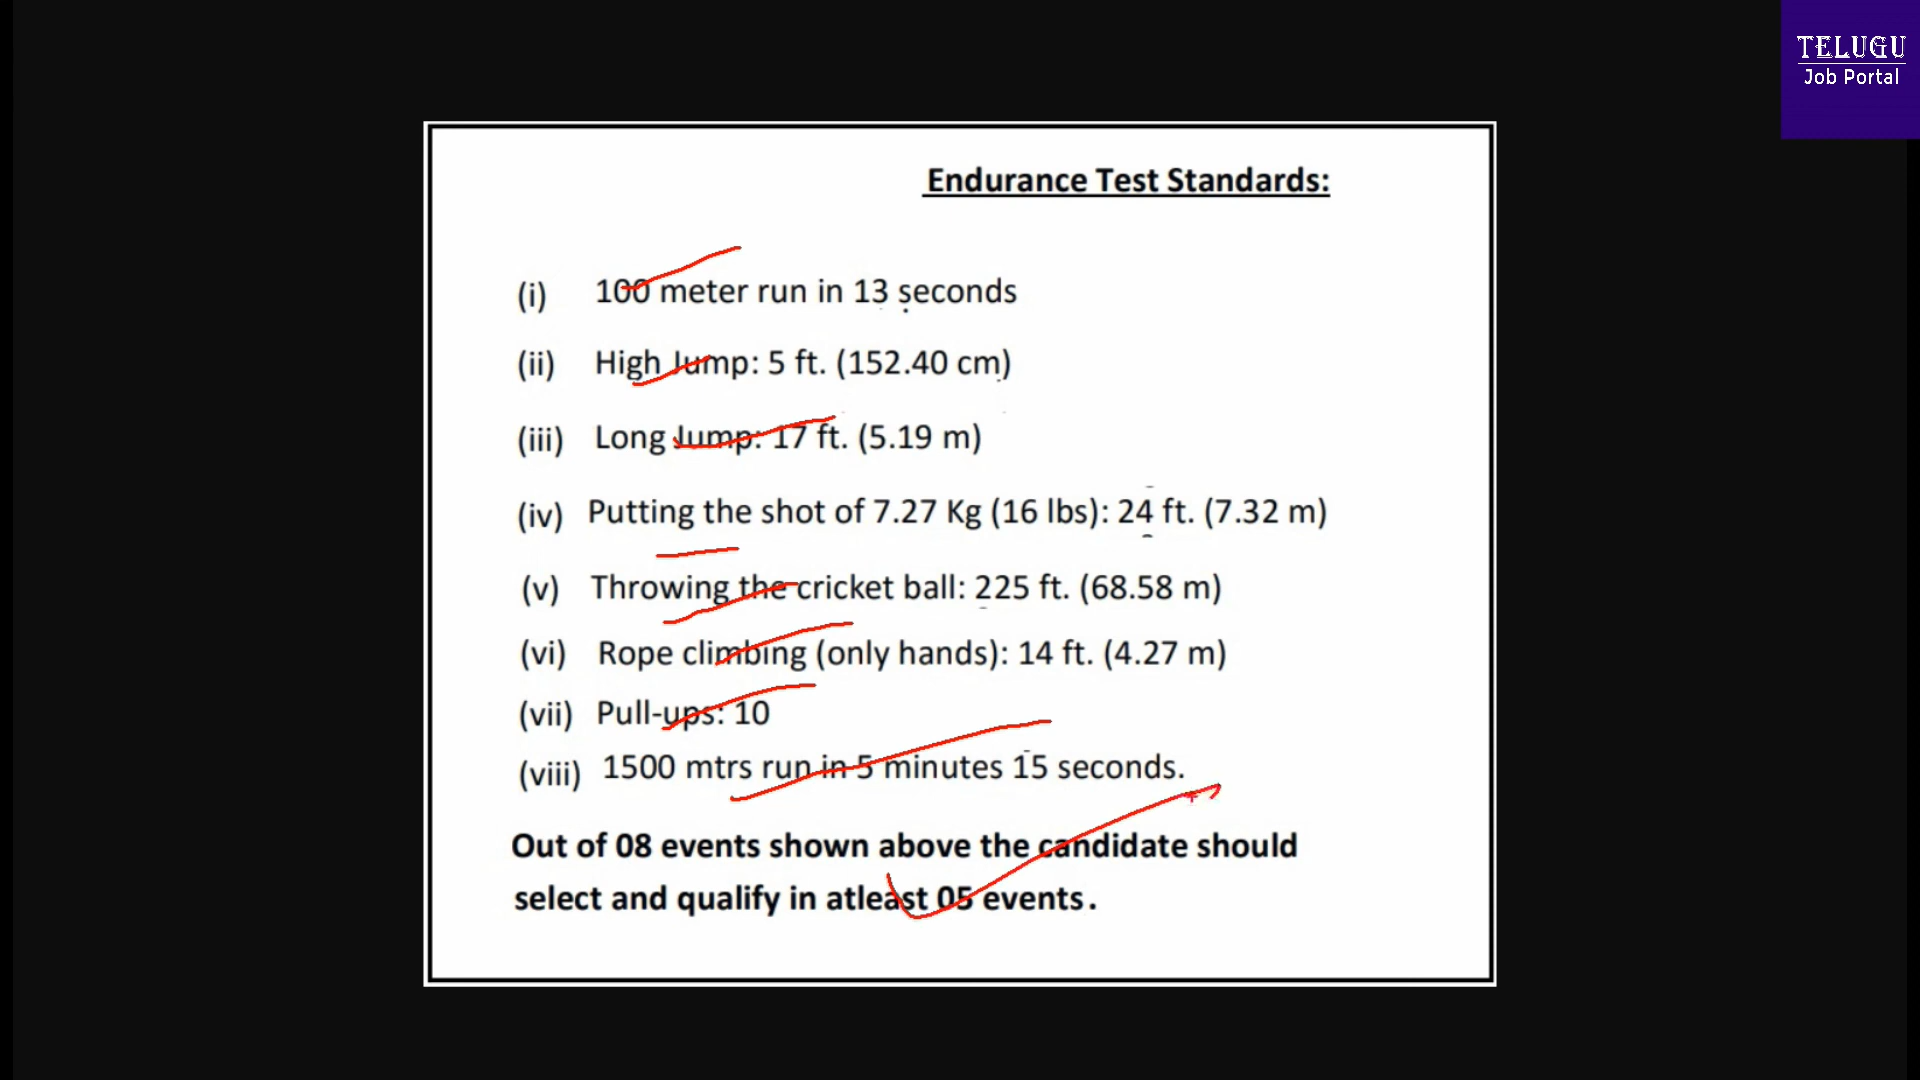 TELUGU
Job Portal
Endurance Test Standards:
(i) 100 meter run in 13 seconds
(ii) High Jump: 5 ft. (152.40 cm)
(iii) Long Jump: 17 ft. (5.19 m)
(iv) Putting the shot of 7.27 Kg (16 lbs): 24 ft. (7.32 m)
(v) Throwing the cricket ball: 225 ft. (68.58 m)
(vi) Rope climbing (only hands): 14 ft. (4.27 m)
(vii) Pull-ups: 10
(viii) 1500 mtrs run in 5 minutes 15 seconds.
Out of 08 events shown above the candidate should
select and qualify in atleast 05 events.